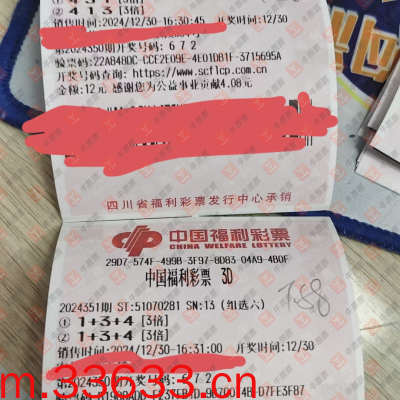 ② 4 1 3 [3倍]
销售时间:2024/12/30-16:30:45 开奖时间:12/30
第2024350期开奖号码: 6 7 2
验票码:22AB48DC-CCF2E09E-4E01D81F-3715695A
开奖号码查询: https://www.scflcp.com.cn
金额:12元 感谢您为公益事业贡献4.08元
四川省福利彩票发行中心承销
中国福利彩票
CHINA WELFARE LOTTERY
29D7-574F-499B-3F97-8D83-04A9-4B0F
中国福利彩票 3D
2024351期 ST:51070281 SN:13 (组选六)
① 1+3+4 [3倍]
② 1+3+4 [3倍]
销售时间:2024/12/30-16:31:00 开奖时间:12/30
6 7 2
758
m.33633.cn